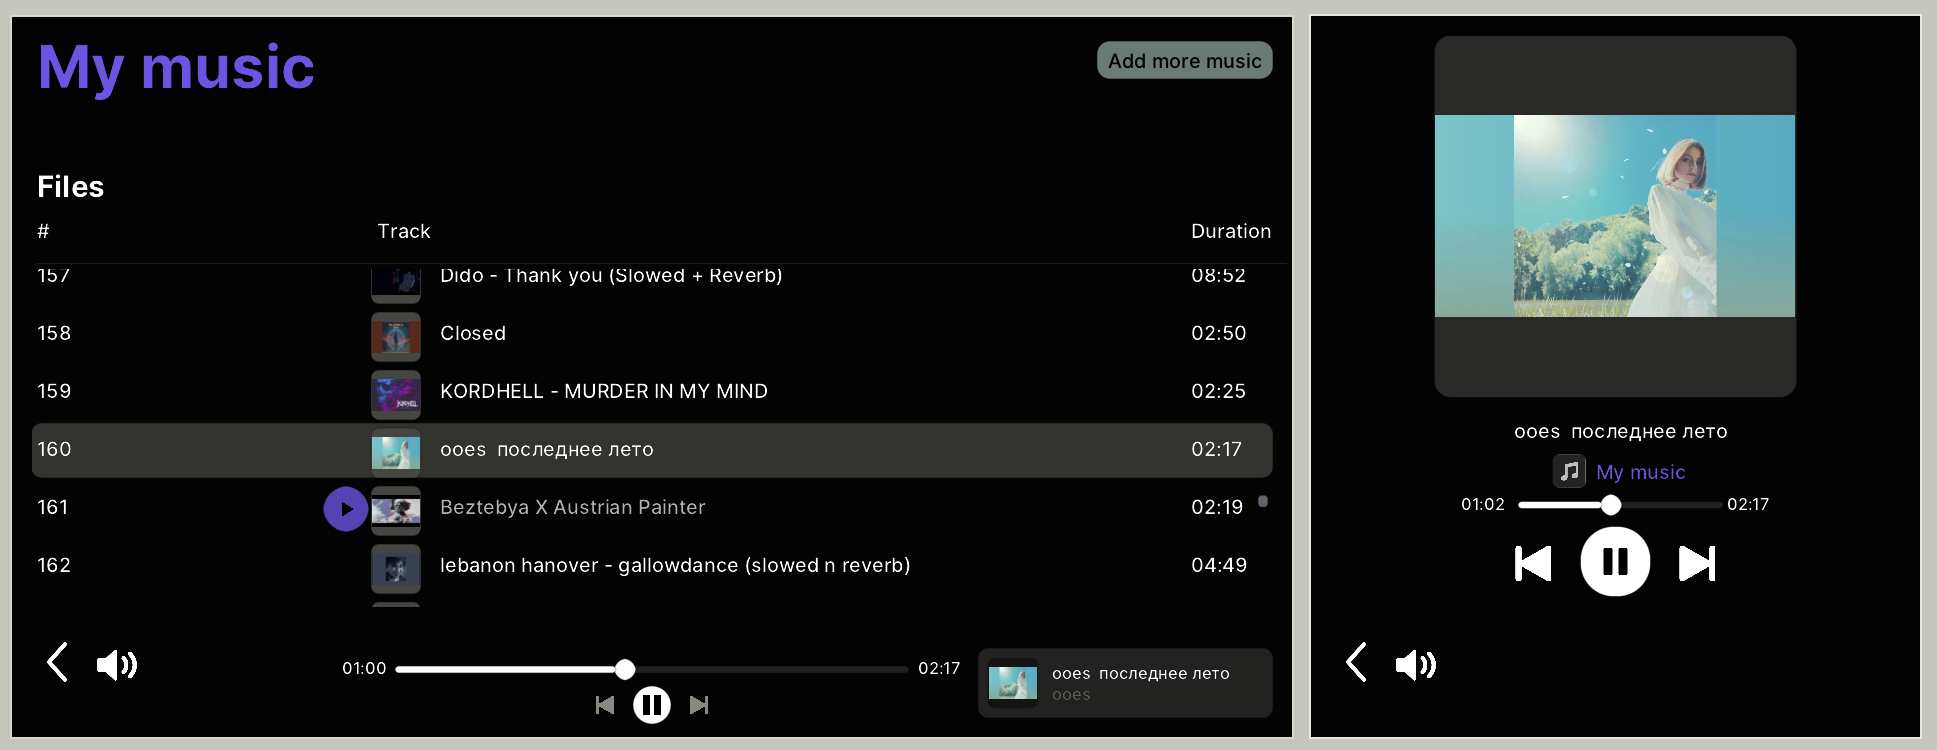 My music
Add more music
Files
# Track Duration
157 Dido - Thank you (Slowed + Reverb) 08:52
158 Closed 02:50
159 KORDHELL - MURDER IN MY MIND 02:25
160 ooes последнее лето 02:17
161 Beztebya X Austrian Painter 02:19
162 lebanon hanover - gallowdance (slowed n reverb) 04:49
01:00 02:17
ooes последнее лето
ooes
ooes последнее лето
My music
01:02 02:17